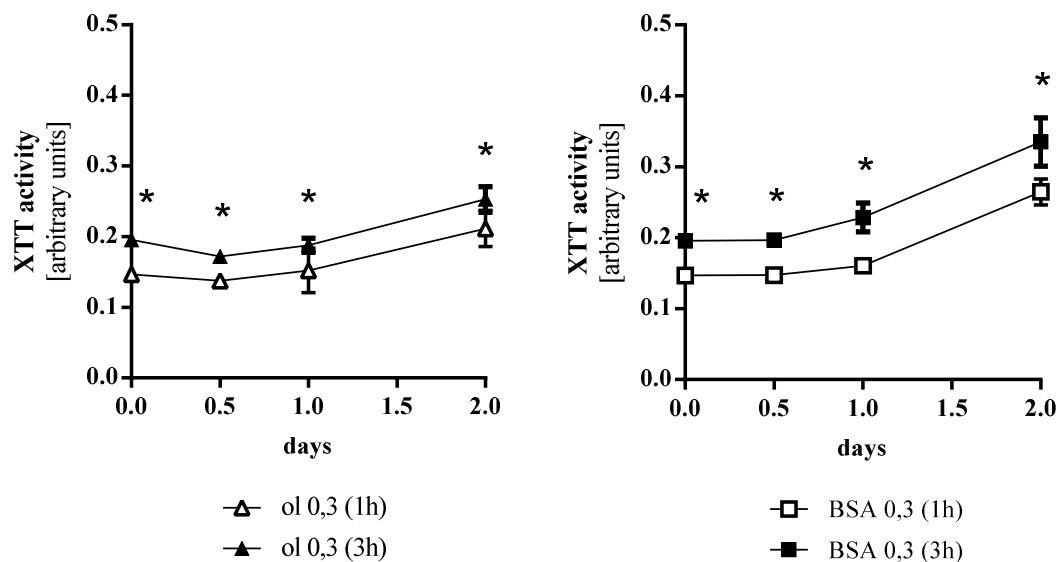 0.5
0.4
0.3
0.2
0.1
0.0
XTT activity
[arbitrary units]
* * * *
0.0 0.5 1.0 1.5 2.0
days
ol 0,3 (1h)
ol 0,3 (3h)
0.5
0.4
0.3
0.2
0.1
0.0
XTT activity
[arbitrary units]
* * * *
0.0 0.5 1.0 1.5 2.0
days
BSA 0,3 (1h)
BSA 0,3 (3h)